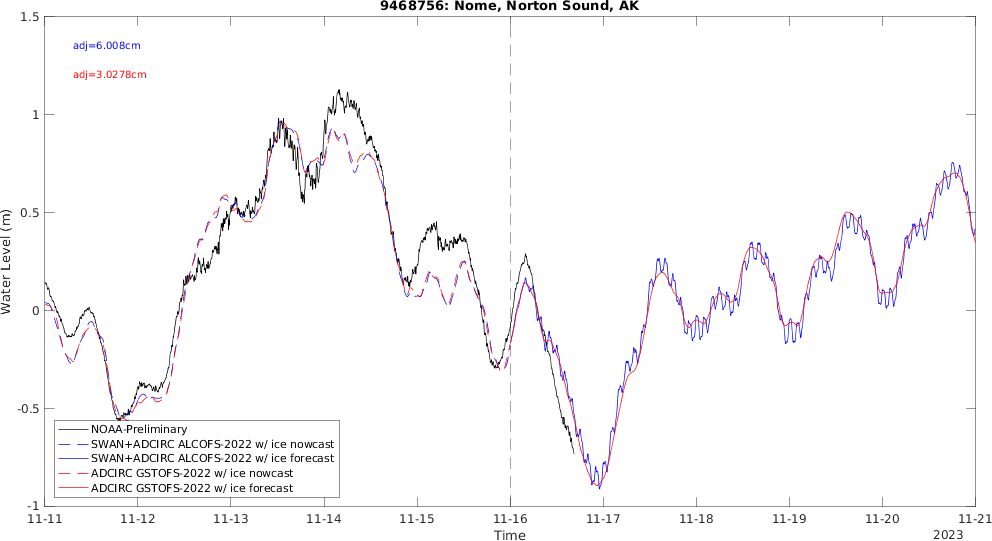 9468756: Nome, Norton Sound, AK
1.5
adj=6.008cm
adj=3.0278cm
1
0.5
0
-0.5
-1
Water Level (m)
NOAA-Preliminary
SWAN+ADCIRC ALCOFS-2022 w/ ice nowcast
SWAN+ADCIRC ALCOFS-2022 w/ ice forecast
ADCIRC GSTOFS-2022 w/ ice nowcast
ADCIRC GSTOFS-2022 w/ ice forecast
11-11 11-12 11-13 11-14 11-15 11-16 11-17 11-18 11-19 11-20 11-21
Time
2023